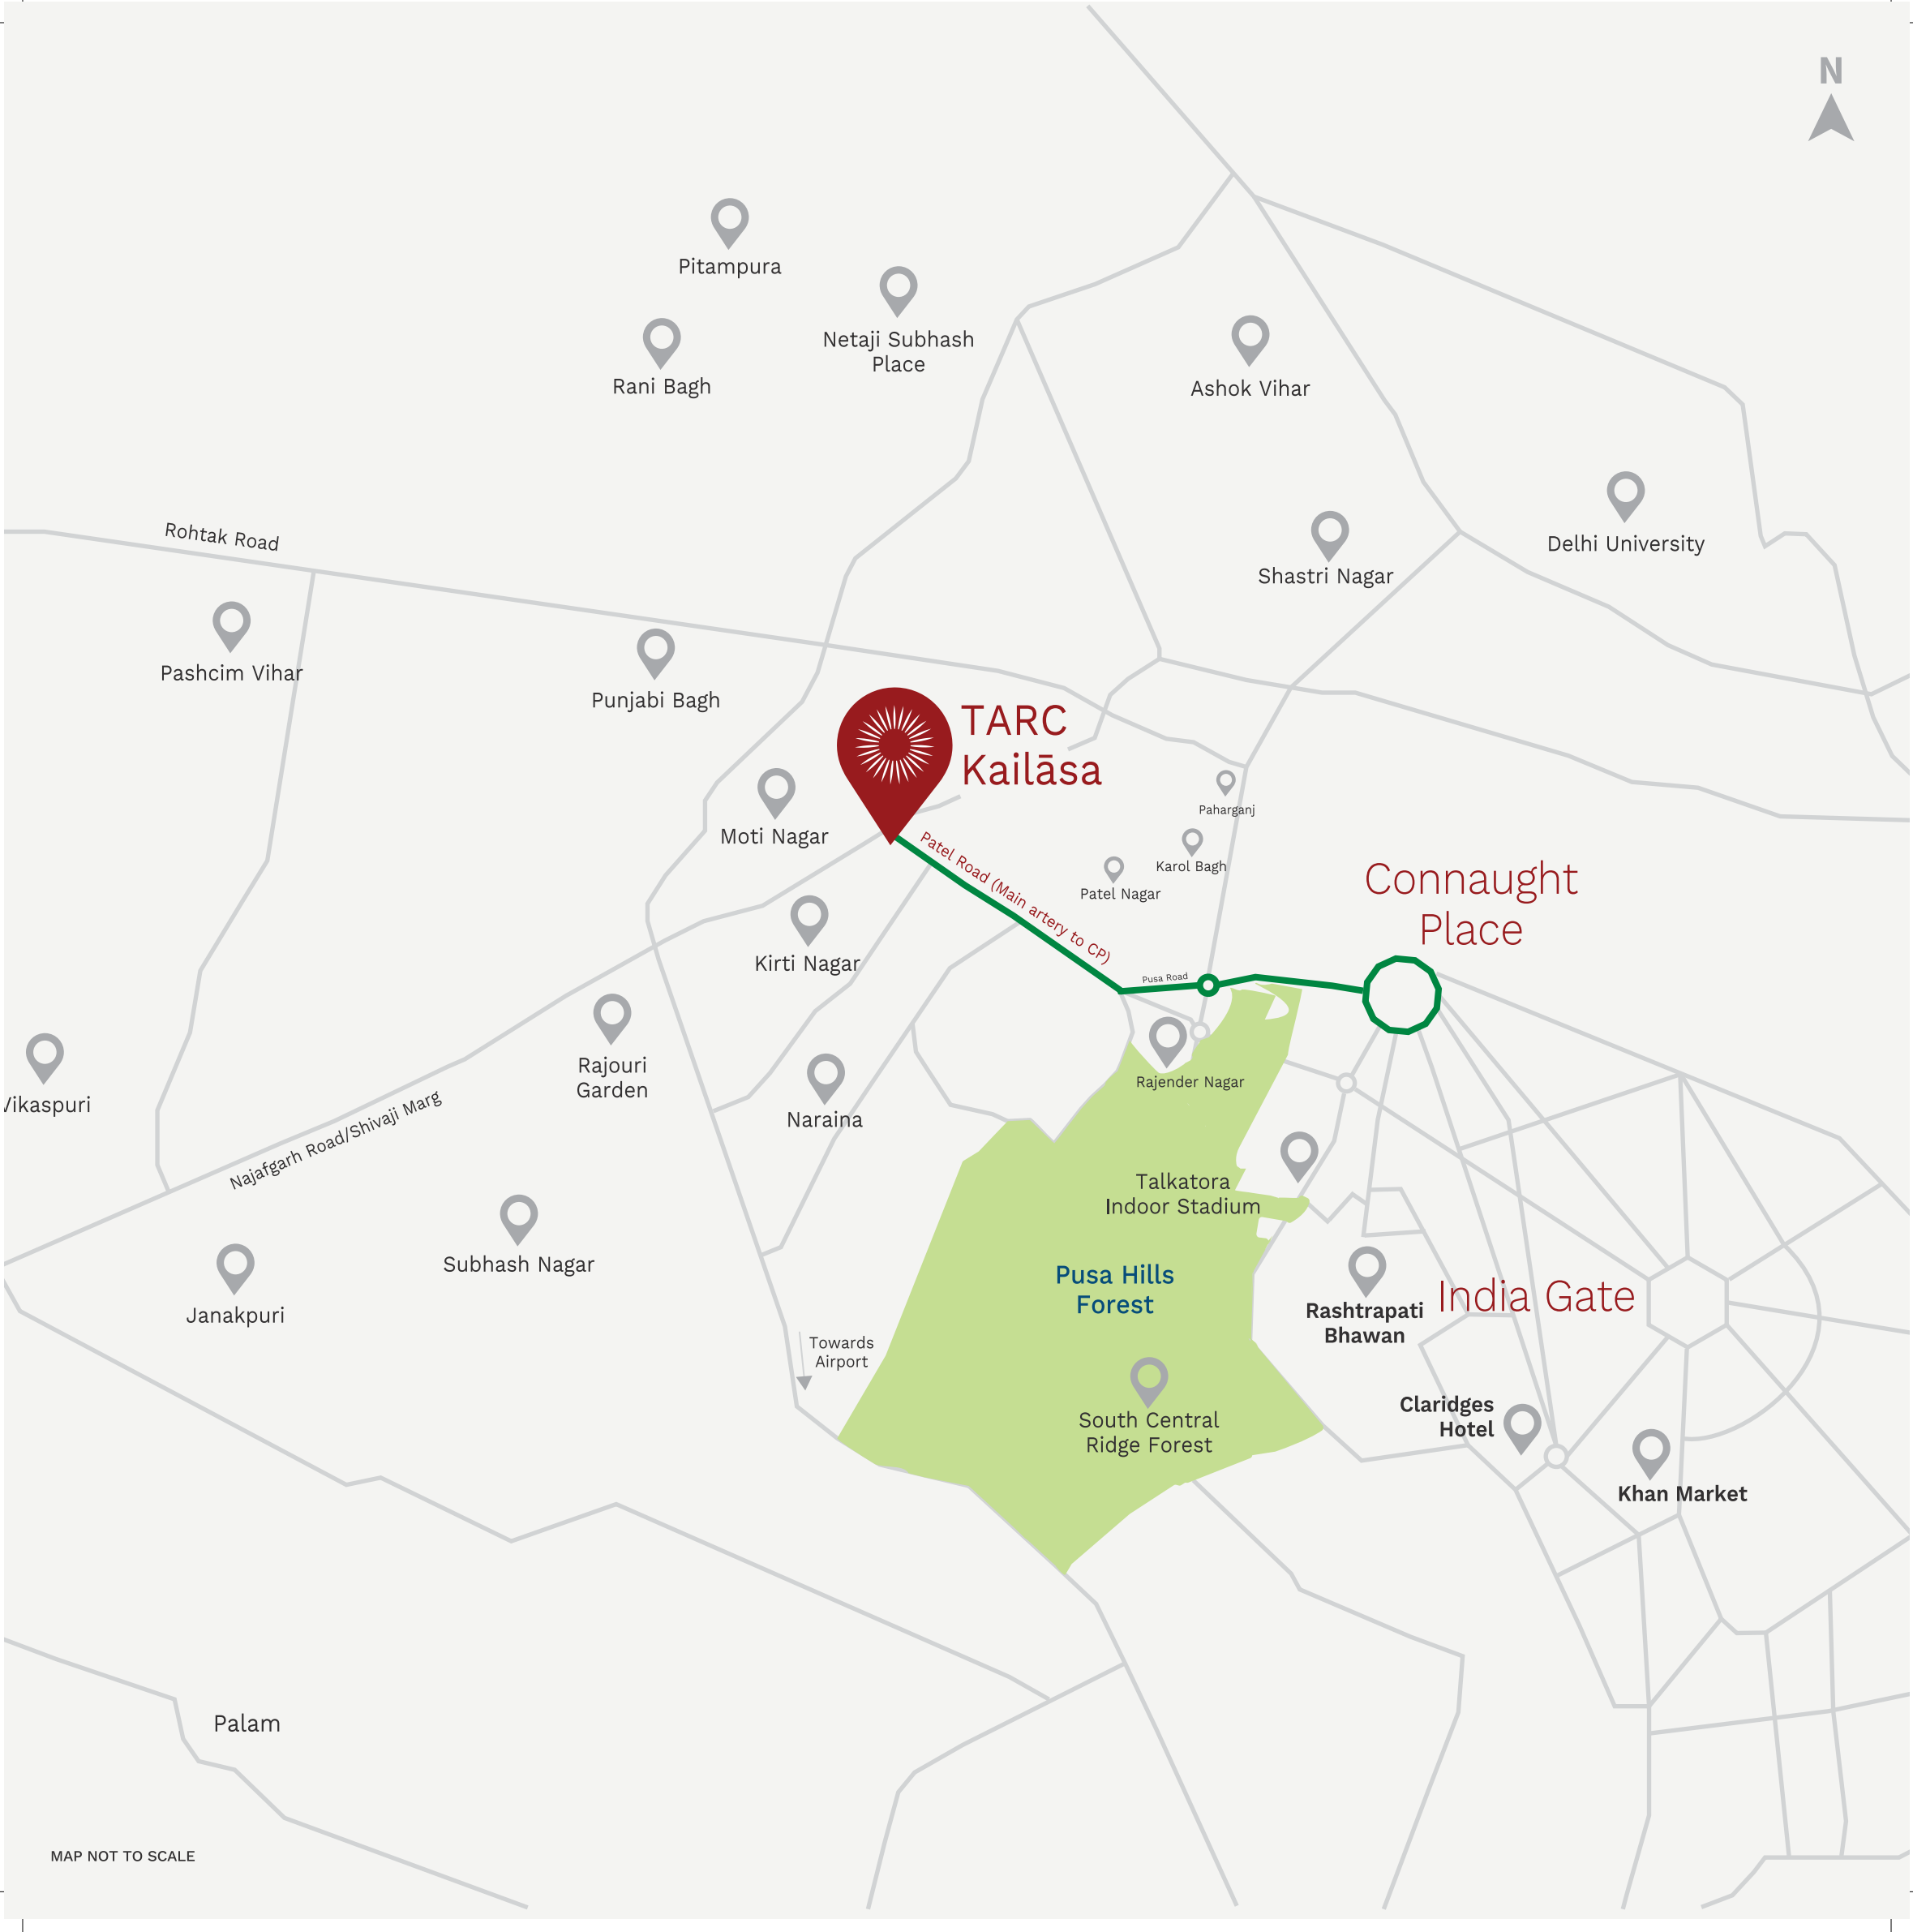 N
Pitampura
Netaji Subhash
Place
Rani Bagh
Ashok Vihar
Delhi University
Rohtak Road
Shastri Nagar
Pashcim Vihar
Punjabi Bagh
TARC
Kailāsa
Moti Nagar
Paharganj
Karol Bagh
Patel Nagar
Patel Road (Main artery to CP)
Connaught
Place
Kirti Nagar
Pusa Road
Rajouri
Garden
Vikaspuri
Naraina
Rajender Nagar
Najafgarh Road/Shivaji Marg
Talkatora
Indoor Stadium
Subhash Nagar
Janakpuri
Pusa Hills
Forest
India Gate
Rashtrapati
Bhawan
Towards
Airport
South Central
Ridge Forest
Claridges
Hotel
Khan Market
Palam
MAP NOT TO SCALE